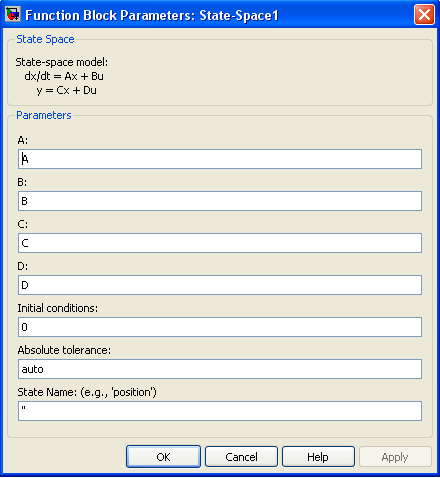 Function Block Parameters: State-Space1
State Space
State-space model:
dx/dt = Ax + Bu
y = Cx + Du
Parameters
A:
A
B:
B
C:
C
D:
D
Initial conditions:
0
Absolute tolerance:
auto
State Name: (e.g., 'position')
''
OK Cancel Help Apply